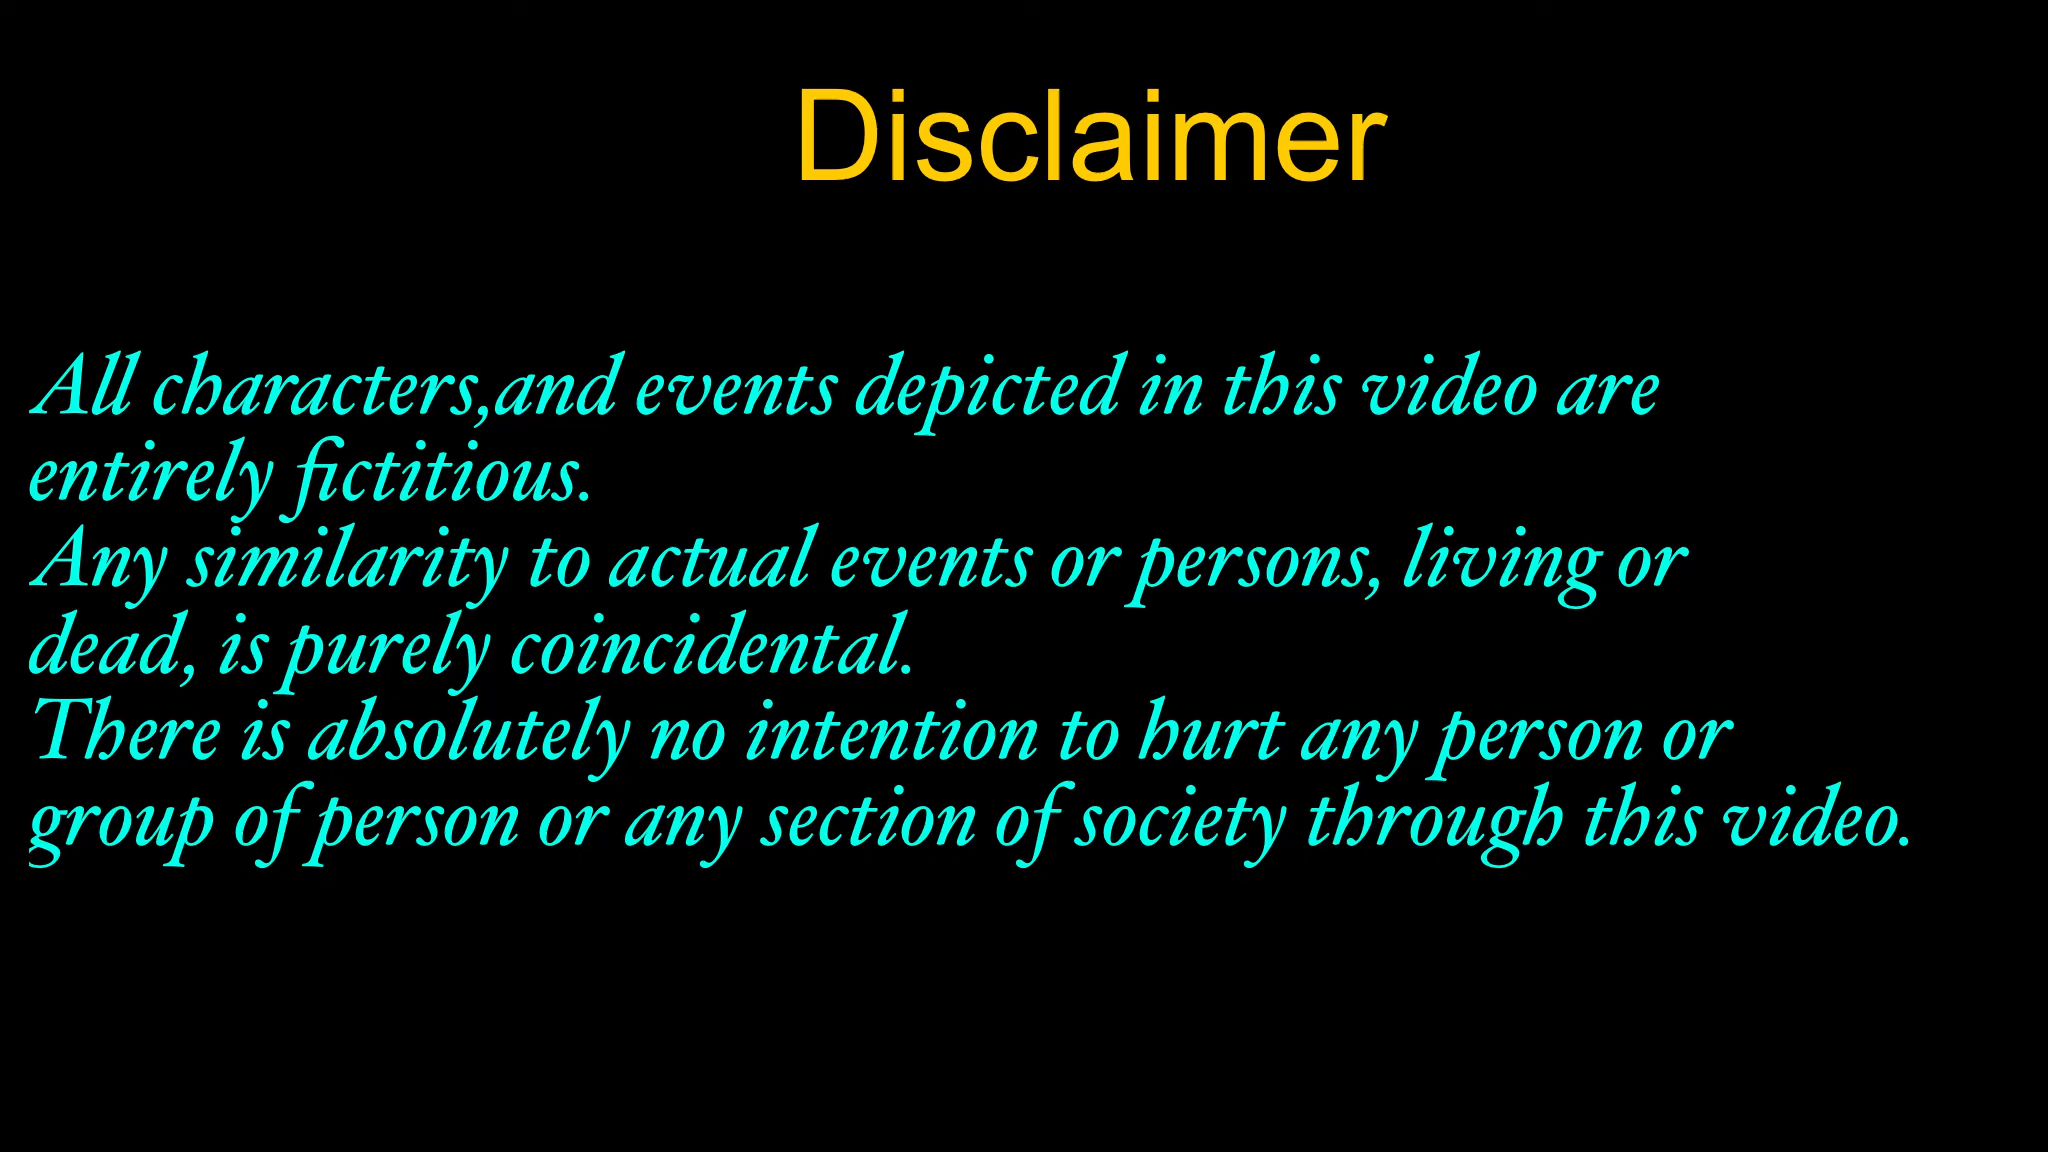 Disclaimer
All characters,and events depicted in this video are
entirely fictitious.
Any similarity to actual events or persons, living or
dead, is purely coincidental.
There is absolutely no intention to hurt any person or
group of person or any section of society through this video.